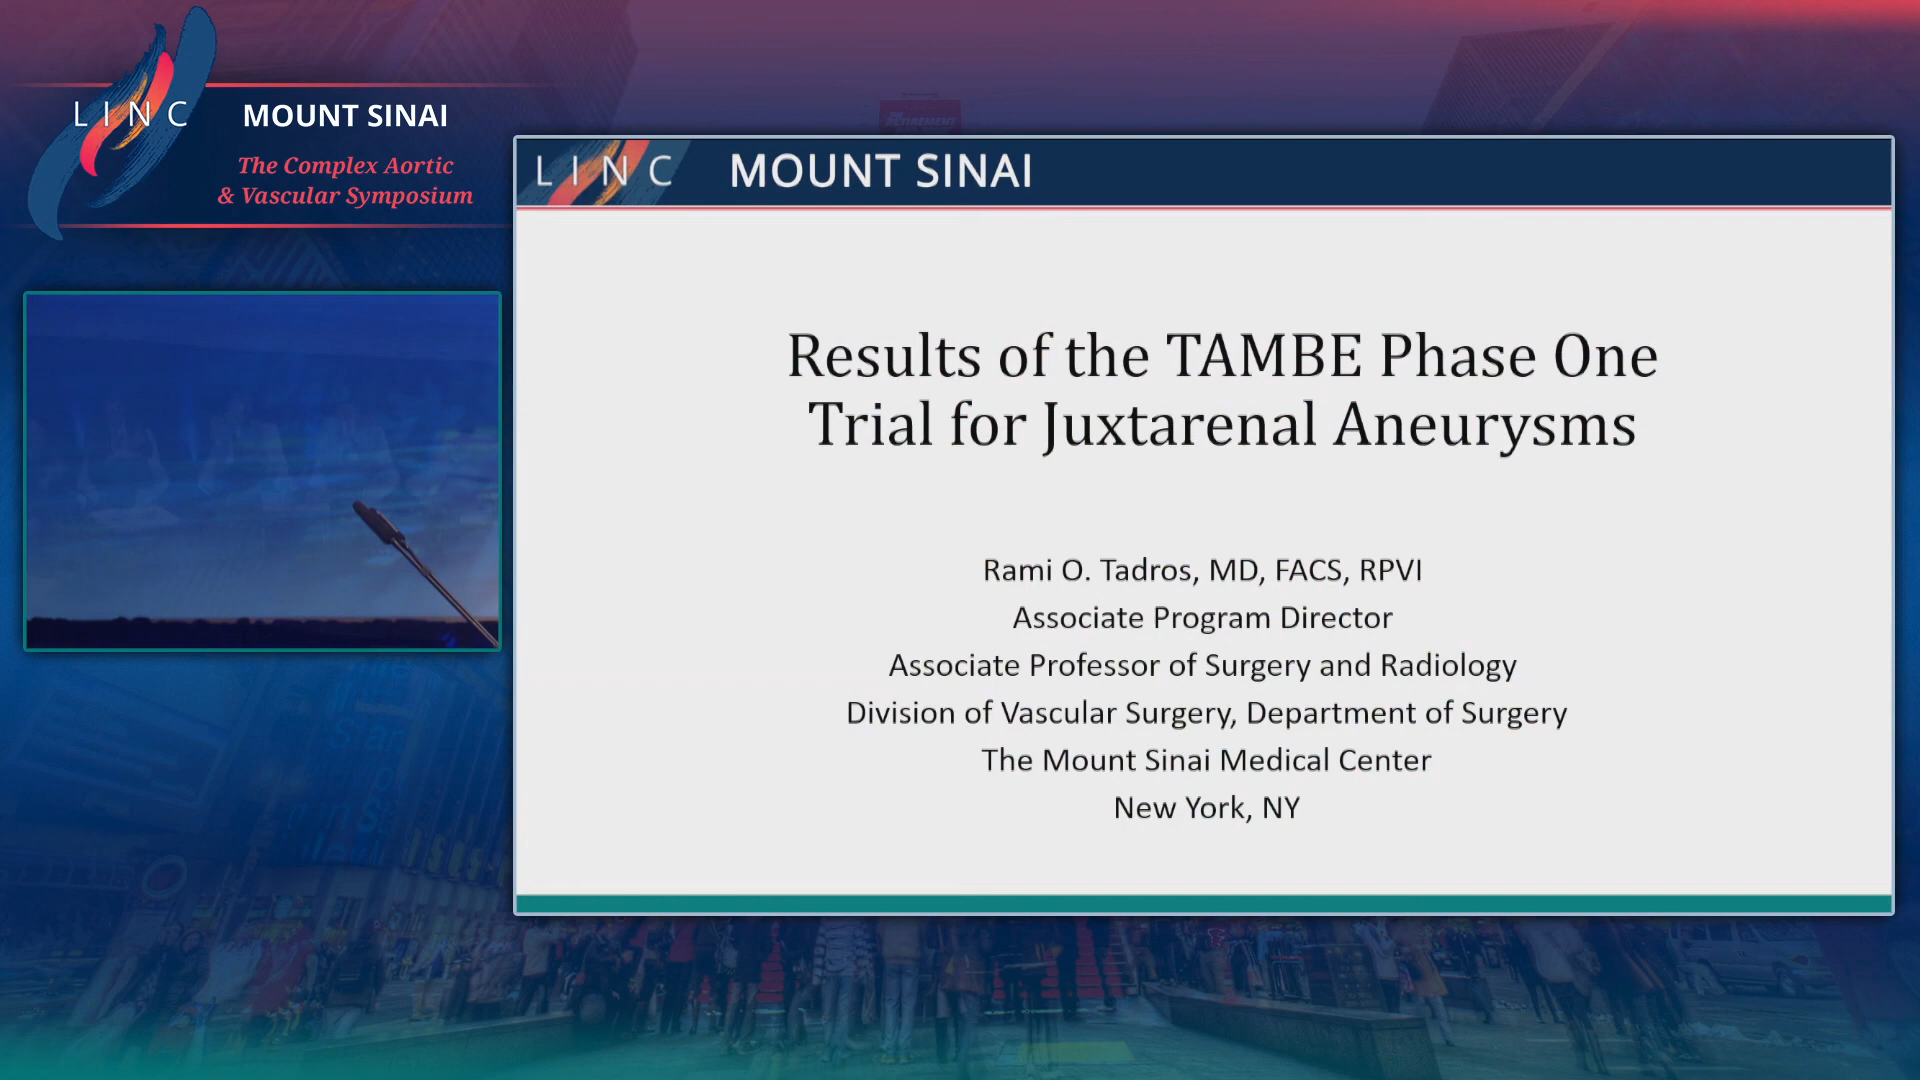 LINC
MOUNT SINAI
The Complex Aortic
& Vascular Symposium
LINC
MOUNT SINAI
Results of the TAMBE Phase One
Trial for Juxtarenal Aneurysms
Rami O. Tadros, MD, FACS, RPVI
Associate Program Director
Associate Professor of Surgery and Radiology
Division of Vascular Surgery, Department of Surgery
The Mount Sinai Medical Center
New York, NY